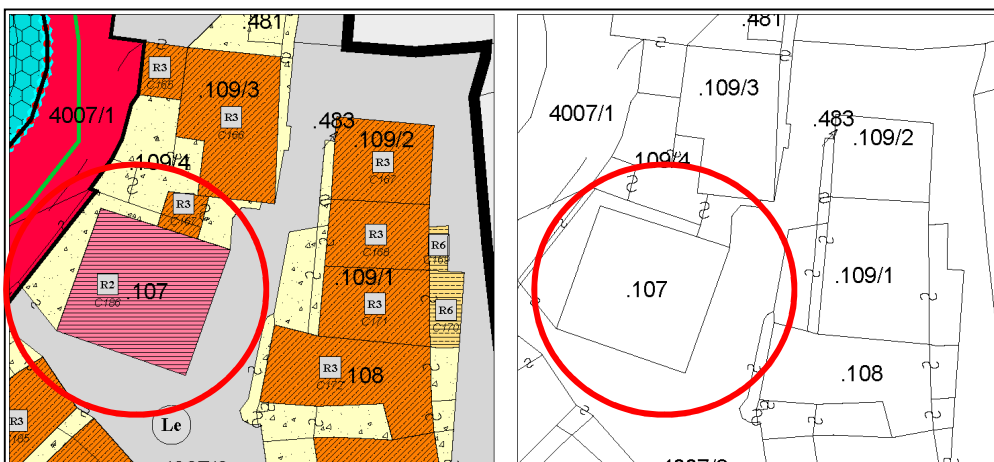 .481
R3
C165
.109/3
R3
C166
4007/1
.483
.109/2
R3
C167
.109/4
R3
R3
C168
R6
.109/1
R2
C186
.107
R3
C171
R6
C170
R3
C172
.108
R3
Le
.481
.109/3
4007/1
.483
.109/2
.109/4
.109/1
.107
.108